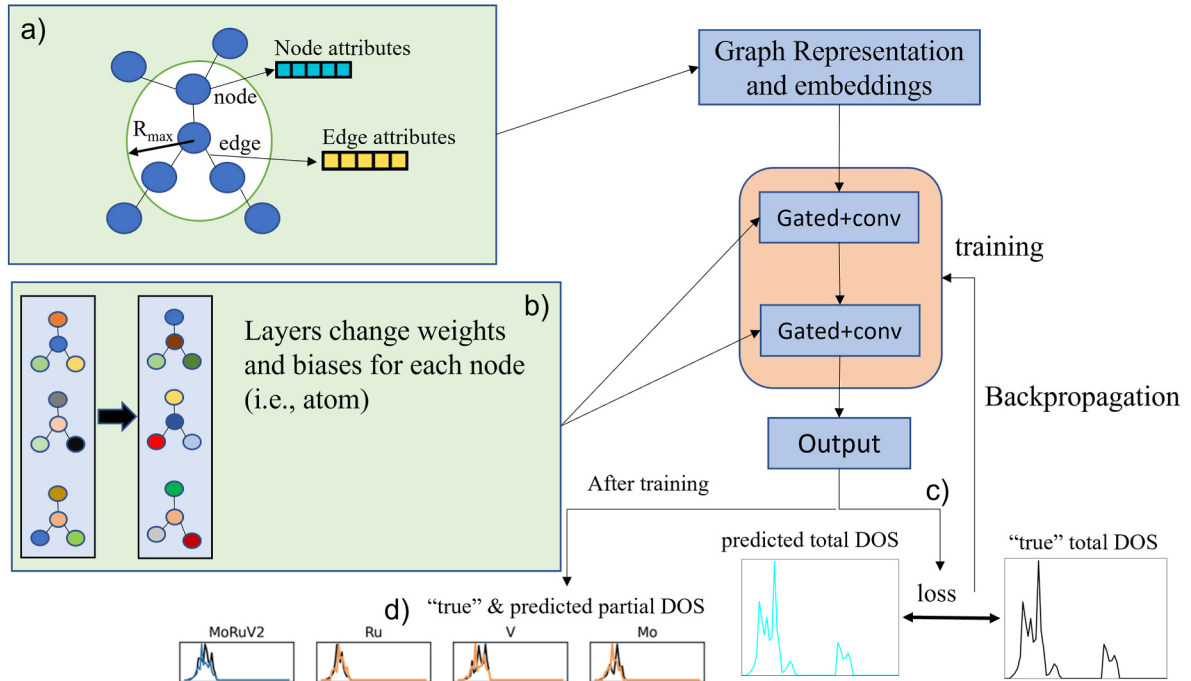 a)
Node attributes
node
R_max
edge
Edge attributes
Graph Representation
and embeddings
Gated+conv
training
Gated+conv
Backpropagation
Output
b)
Layers change weights
and biases for each node
(i.e., atom)
After training
c)
predicted total DOS
"true" total DOS
loss
d)
“true” & predicted partial DOS
MoRuV2
Ru
V
Mo